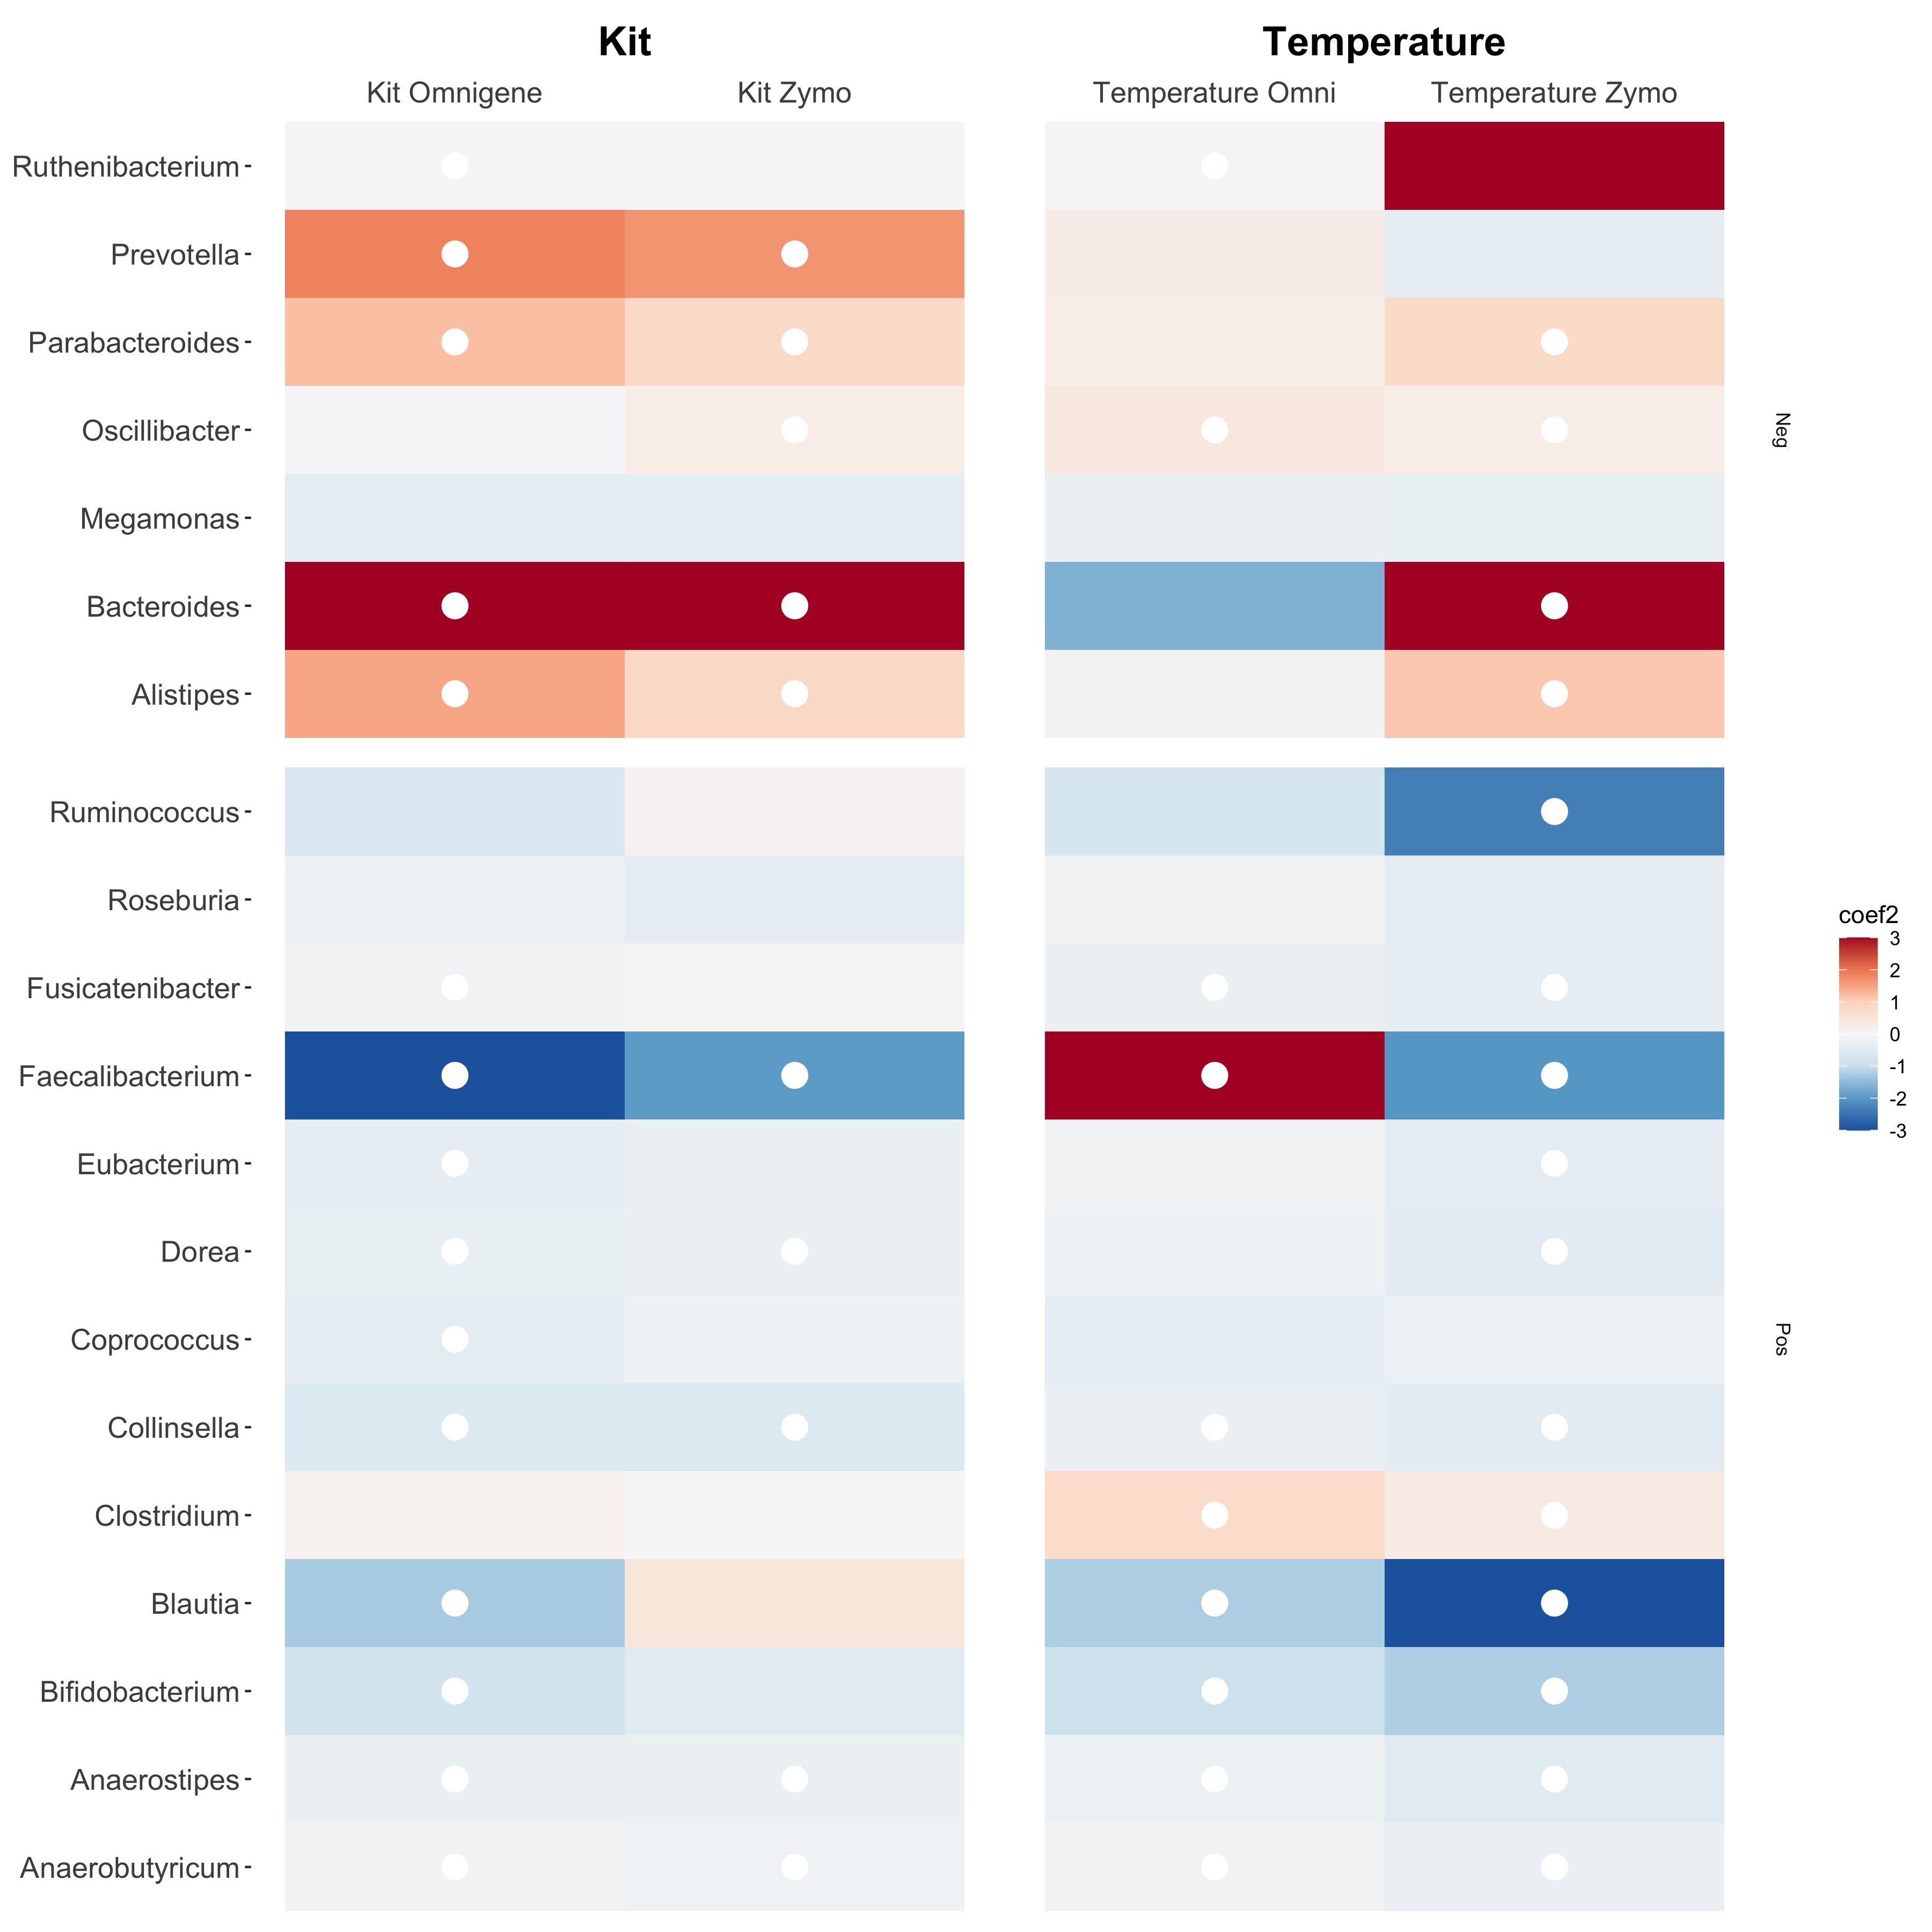 Kit Temperature
Kit Omnigene Kit Zymo Temperature Omni Temperature Zymo
Ruthenibacterium
Prevotella
Parabacteroides
Oscillibacter
Megamonas
Bacteroides
Alistipes
Neg
Ruminococcus
Roseburia
Fusicatenibacter
Faecalibacterium
Eubacterium
Dorea
Coprococcus
Collinsella
Clostridium
Blautia
Bifidobacterium
Anaerostipes
Anaerobutyricum
Pos
coef2
3
2
1
0
-1
-2
-3